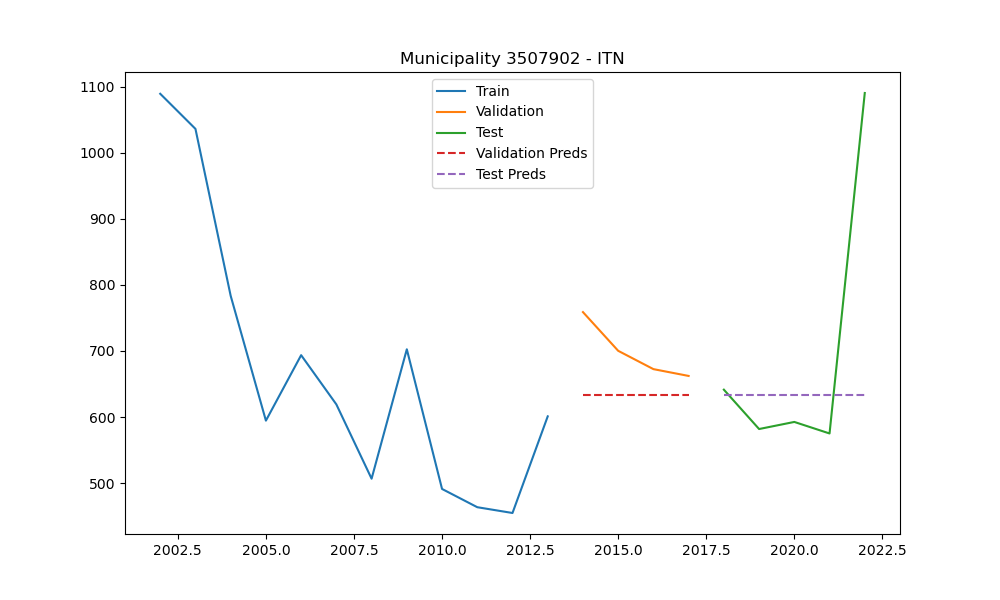 Municipality 3507902 - ITN
Train
Validation
Test
Validation Preds
Test Preds
1100
1000
900
800
700
600
500
2002.5 2005.0 2007.5 2010.0 2012.5 2015.0 2017.5 2020.0 2022.5